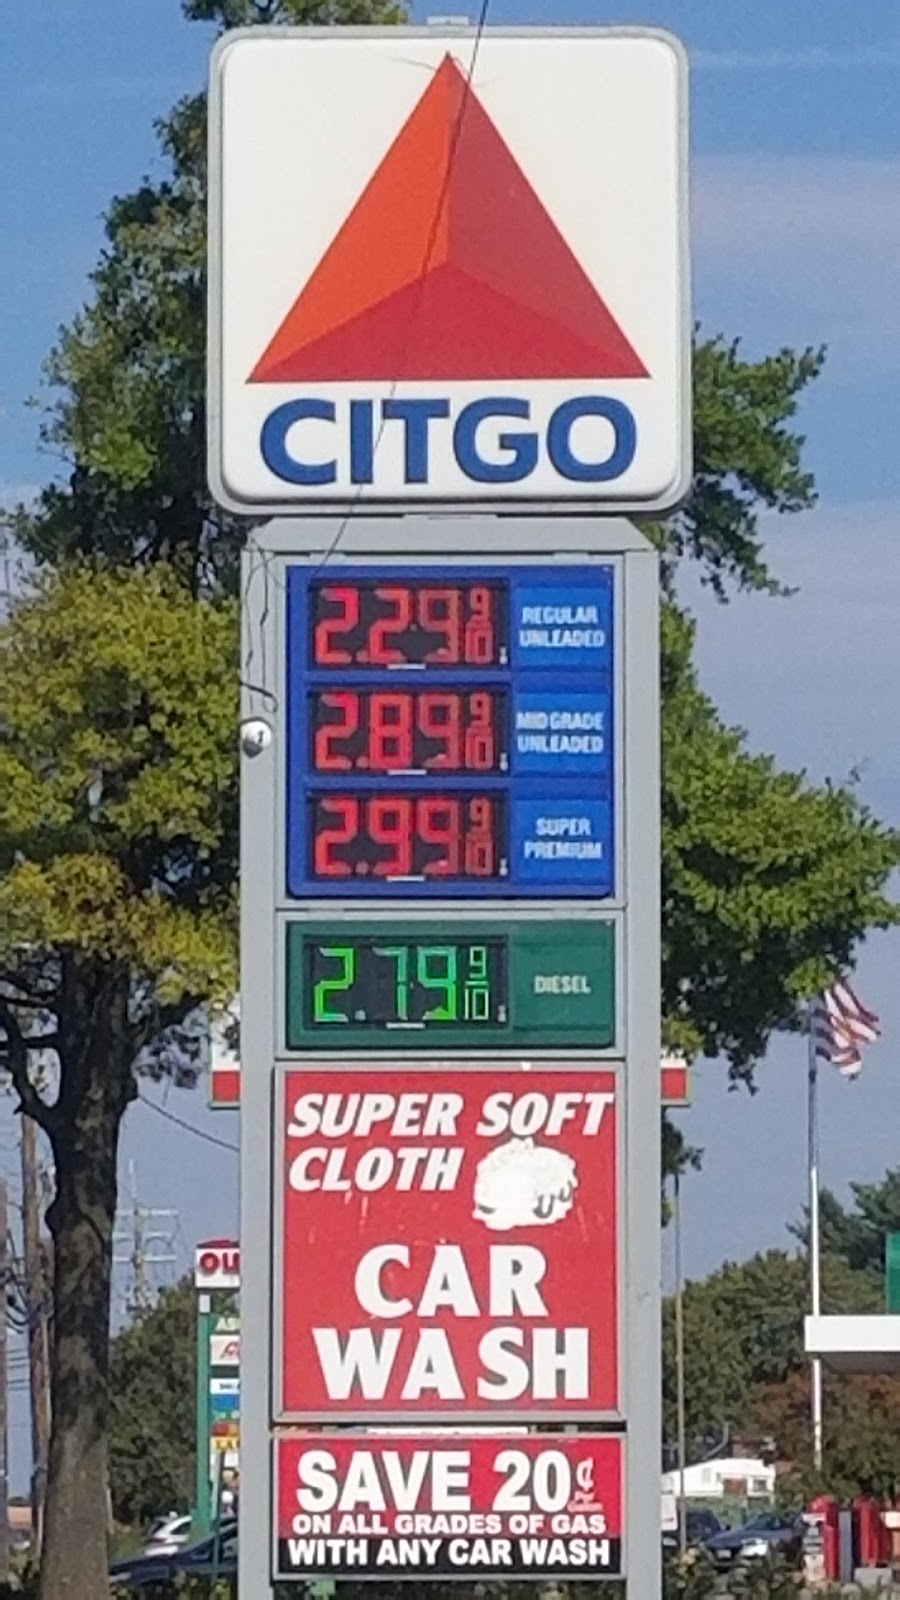 CITGO
2.29 9/10 REGULAR
UNLEADED
2.89 9/10 MID GRADE
UNLEADED
2.99 9/10 SUPER
PREMIUM
2.79 9/10 DIESEL
SUPER SOFT
CLOTH
CAR
WASH
SAVE 20¢
ON ALL GRADES OF GAS
WITH ANY CAR WASH
OU